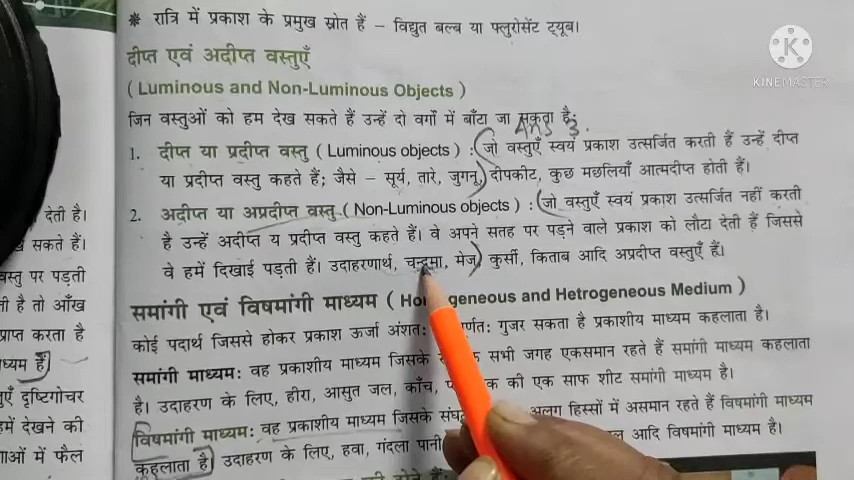 * रात्रि में प्रकाश के प्रमुख स्रोत हैं – विद्युत बल्ब या फ्लुरोसेंट ट्यूब।
दीप्त एवं अदीप्त वस्तुएँ
(Luminous and Non-Luminous Objects)
जिन वस्तुओं को हम देख सकते हैं उन्हें दो वर्गो में बाँटा जा सकता है:
Ans 3.
1. दीप्त या प्रदीप्त वस्तु (Luminous objects) : जो वस्तुएँ स्वयं प्रकाश उत्सर्जित करती हैं उन्हें दीप्त
या प्रदीप्त वस्तु कहते हैं; जैसे – सूर्य, तारे, जुगनू, दीपकीट, कुछ मछलियाँ आत्मदीप्त होती हैं।
2. अदीप्त या अप्रदीप्त वस्तु (Non-Luminous objects) : जो वस्तुएँ स्वयं प्रकाश उत्सर्जित नहीं करती
है उन्हें अदीप्त य प्रदीप्त वस्तु कहते हैं। वे अपने सतह पर पड़ने वाले प्रकाश को लौटा देती हैं जिससे
वे हमें दिखाई पड़ती हैं। उदाहरणार्थ, चन्द्रमा, मेज, कुर्सी, किताब आदि अप्रदीप्त वस्तुएँ हैं।
समांगी एवं विषमांगी माध्यम (Homogeneous and Hetrogeneous Medium)
कोई पदार्थ जिससे होकर प्रकाश ऊर्जा अंशत: गुजर सकता है प्रकाशीय माध्यम कहलाता है।
समांगी माध्यम: वह प्रकाशीय माध्यम जिसके सभी जगह एकसमान रहते हैं समांगी माध्यम कहलाता
है। उदाहरण के लिए, हीरा, आसुत जल, काँच, की एक साफ शीट समांगी माध्यम है।
विषमांगी माध्यम: वह प्रकाशीय माध्यम जिसके अलग हिस्सों में असमान रहते हैं विषमांगी माध्यम
कहलाता है। उदाहरण के लिए, हवा, गंदला पानी आदि विषमांगी माध्यम है।
देती है।
सकते हैं।
वस्तु पर पड़ती
है तो आँख
प्राप्त करता है
हैं
दृष्टिगोचर
हमें देखने की
में फैल
KINEMASTER